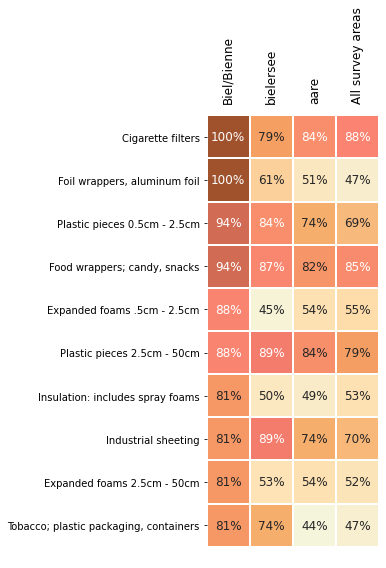 Biel/Bienne bielersee aare All survey areas
Cigarette filters 100% 79% 84% 88%
Foil wrappers, aluminum foil 100% 61% 51% 47%
Plastic pieces 0.5cm - 2.5cm 94% 84% 74% 69%
Food wrappers; candy, snacks 94% 87% 82% 85%
Expanded foams .5cm - 2.5cm 88% 45% 54% 55%
Plastic pieces 2.5cm - 50cm 88% 89% 84% 79%
Insulation: includes spray foams 81% 50% 49% 53%
Industrial sheeting 81% 89% 74% 70%
Expanded foams 2.5cm - 50cm 81% 53% 54% 52%
Tobacco; plastic packaging, containers 81% 74% 44% 47%